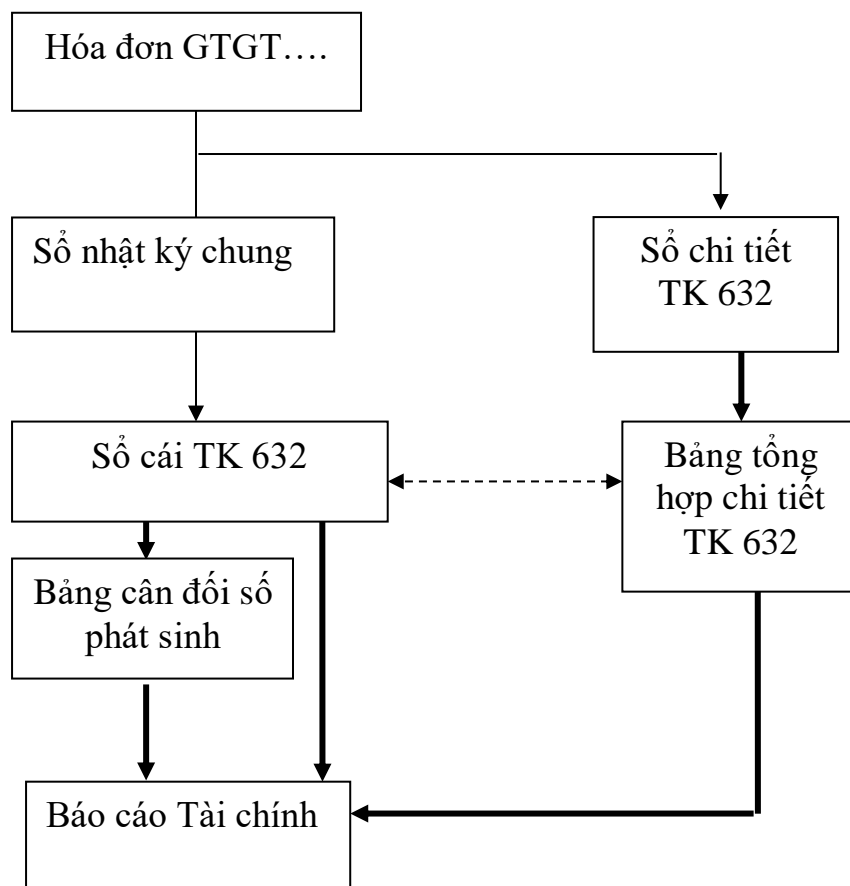 Hóa đơn GTGT….
Sổ nhật ký chung
Sổ chi tiết
TK 632
Sổ cái TK 632
Bảng tổng
hợp chi tiết
TK 632
Bảng cân đối số
phát sinh
Báo cáo Tài chính